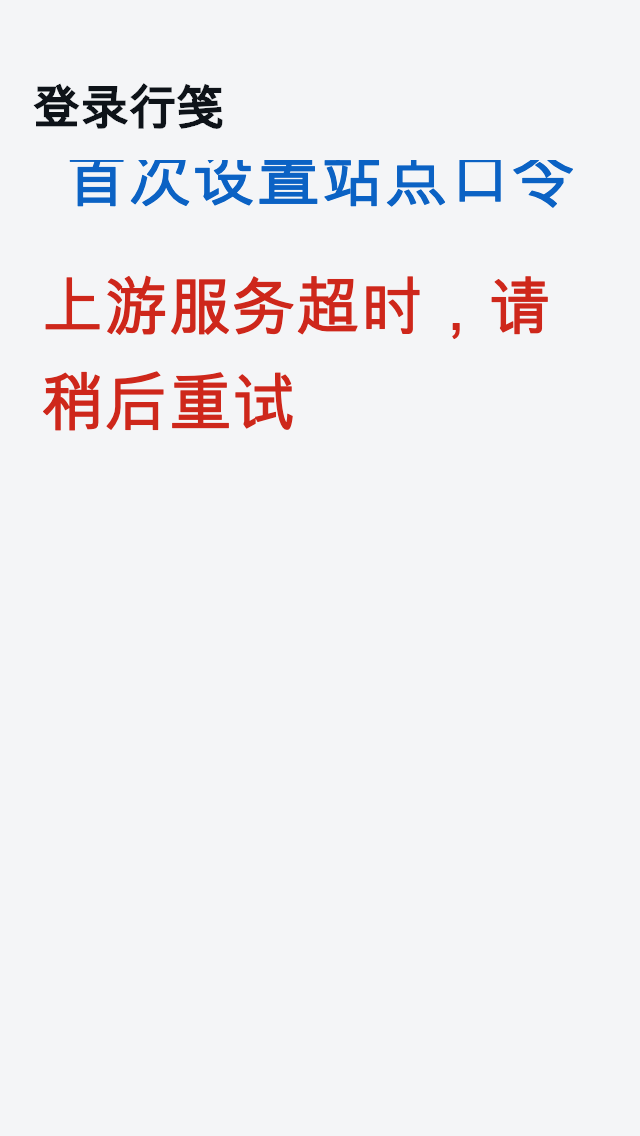 登录行笺
首次设置站点口令
上游服务超时，请
稍后重试